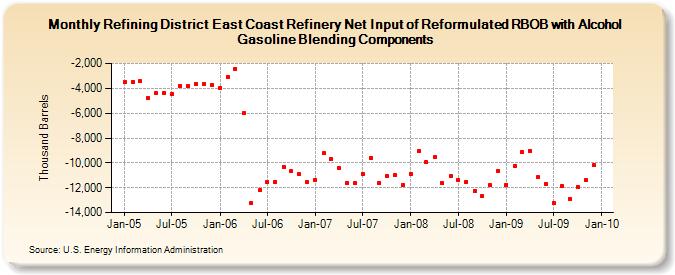 Monthly Refining District East Coast Refinery Net Input of Reformulated RBOB with Alcohol
Gasoline Blending Components
Thousand Barrels
-2,000
-4,000
-6,000
-8,000
-10,000
-12,000
-14,000
Jan-05 Jul-05 Jan-06 Jul-06 Jan-07 Jul-07 Jan-08 Jul-08 Jan-09 Jul-09 Jan-10
Source: U.S. Energy Information Administration